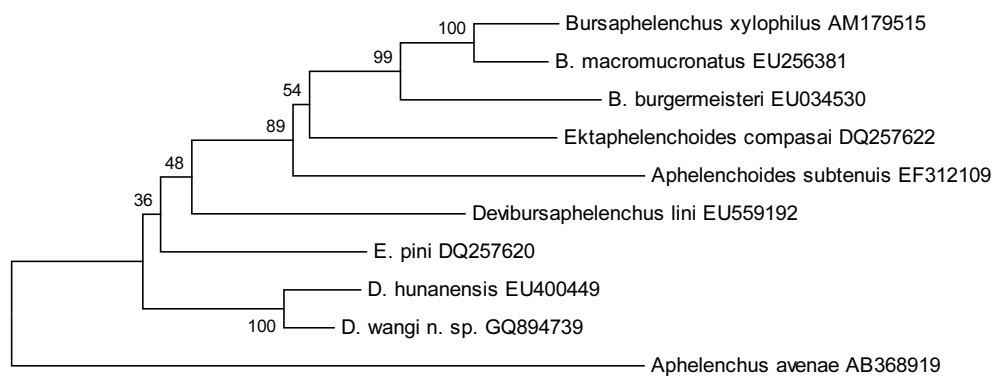 Bursaphelenchus xylophilus AM179515
100
B. macromucronatus EU256381
99
B. burgermeisteri EU034530
54
Ektaphelenchoides compasai DQ257622
89
Aphelenchoides subtenuis EF312109
48
Devibursaphelenchus lini EU559192
36
E. pini DQ257620
D. hunanensis EU400449
100
D. wangi n. sp. GQ894739
Aphelenchus avenae AB368919